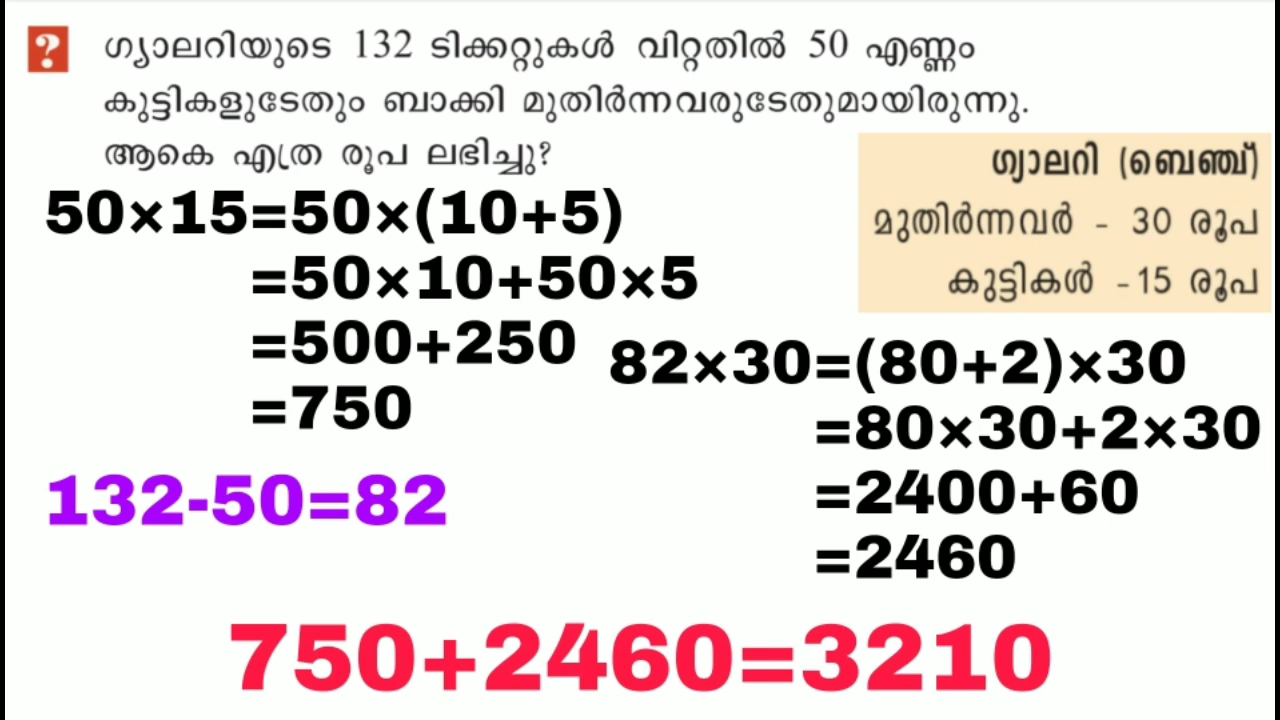 ?
ഗ്യാലറിയുടെ 132 ടിക്കറ്റുകൾ വിറ്റതിൽ 50 എണ്ണം
കുട്ടികളുടേതും ബാക്കി മുതിർന്നവരുടേതുമായിരുന്നു.
ആകെ എത്ര രൂപ ലഭിച്ചു?
ഗ്യാലറി (ബെഞ്ച്)
മുതിർന്നവർ - 30 രൂപ
കുട്ടികൾ -15 രൂപ
50×15=50×(10+5)
=50×10+50×5
=500+250
=750
132-50=82
82×30=(80+2)×30
=80×30+2×30
=2400+60
=2460
750+2460=3210